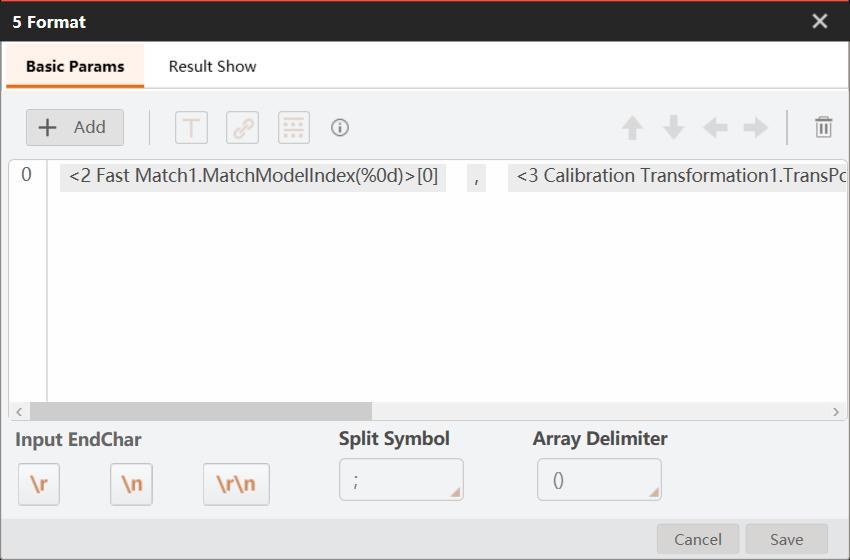 5 Format
Basic Params Result Show
+ Add T
0 <2 Fast Match1.MatchModelIndex(%0d)>[0] , <3 Calibration Transformation1.TransPo
Input EndChar Split Symbol Array Delimiter
\r \n \r\n ; ()
Cancel Save